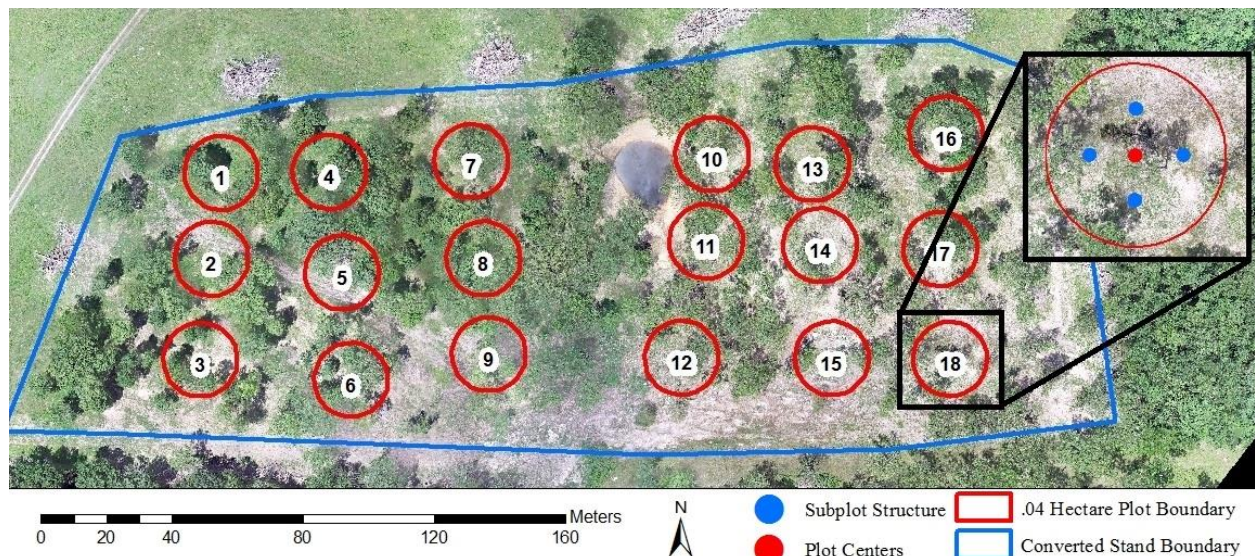 16
7
10
13
1
4
11
14
17
2
8
5
9
12
15
18
3
6
Meters
0 20 40 80 120 160
N
Subplot Structure
.04 Hectare Plot Boundary
Plot Centers
Converted Stand Boundary